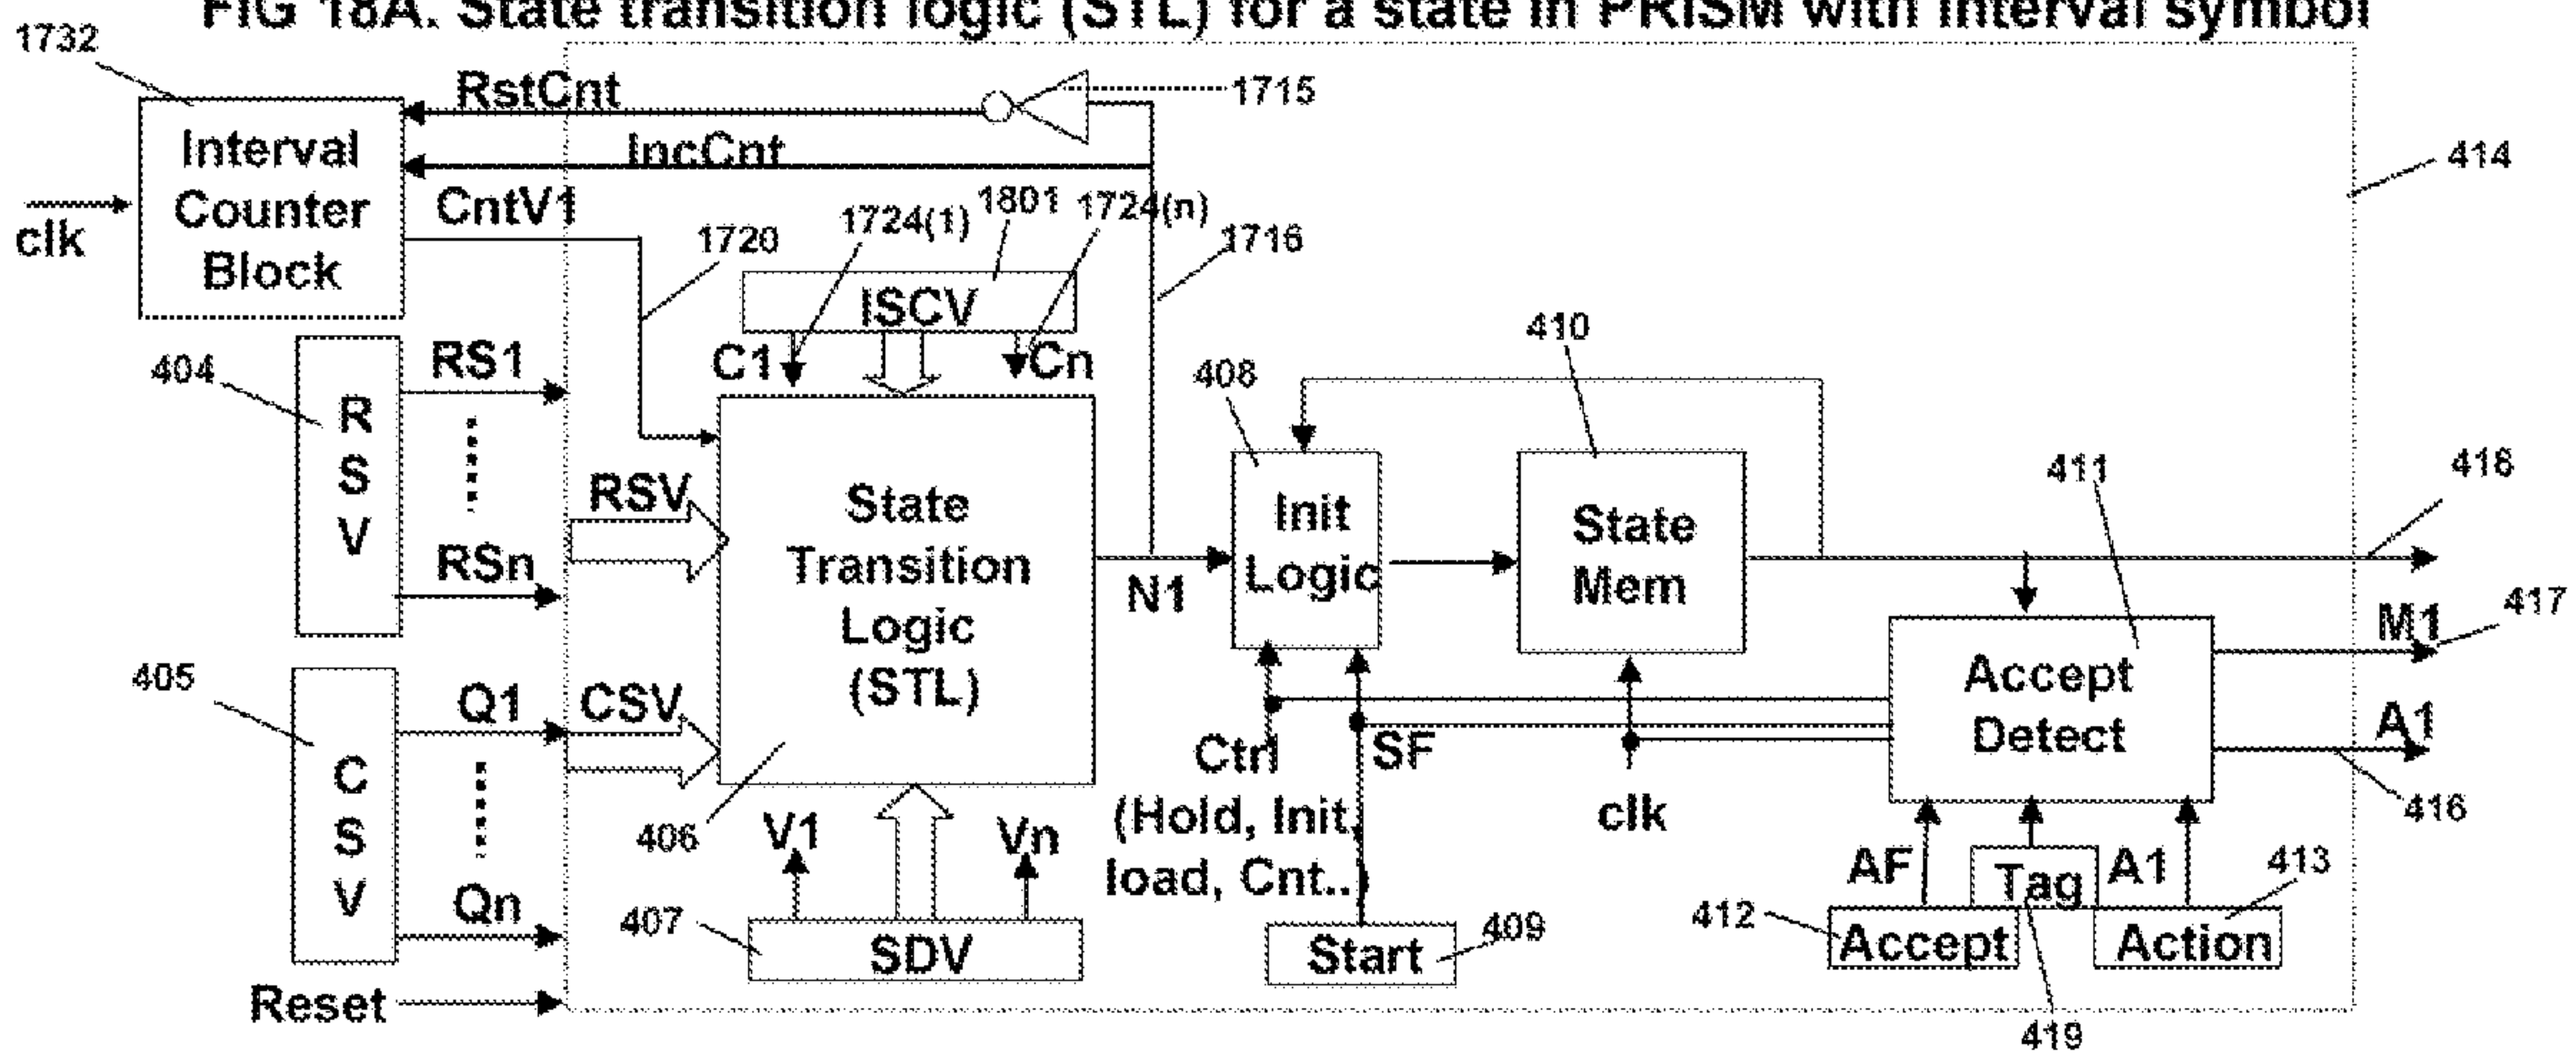 FIG 18A. State transition logic (STL) for a state in PRISM with interval symbol
1732
RstCnt
1715
Interval
Counter
Block
IncCnt
414
clk
CntV1
1724(1)
1801
1724(n)
1720
1716
ISCV
C1
Cn
404
RS1
408
410
R
S
V
RSV
RSn
State
Transition
Logic
(STL)
N1
Init
Logic
State
Mem
411
418
M1
417
405
Q1
CSV
C
S
V
Qn
Accept
Detect
A1
416
Ctrl
(Hold, Init,
load, Cnt..)
SF
clk
406
V1
Vn
407
SDV
Start
409
AF
Tag
A1
413
412
Accept
Action
Reset
419